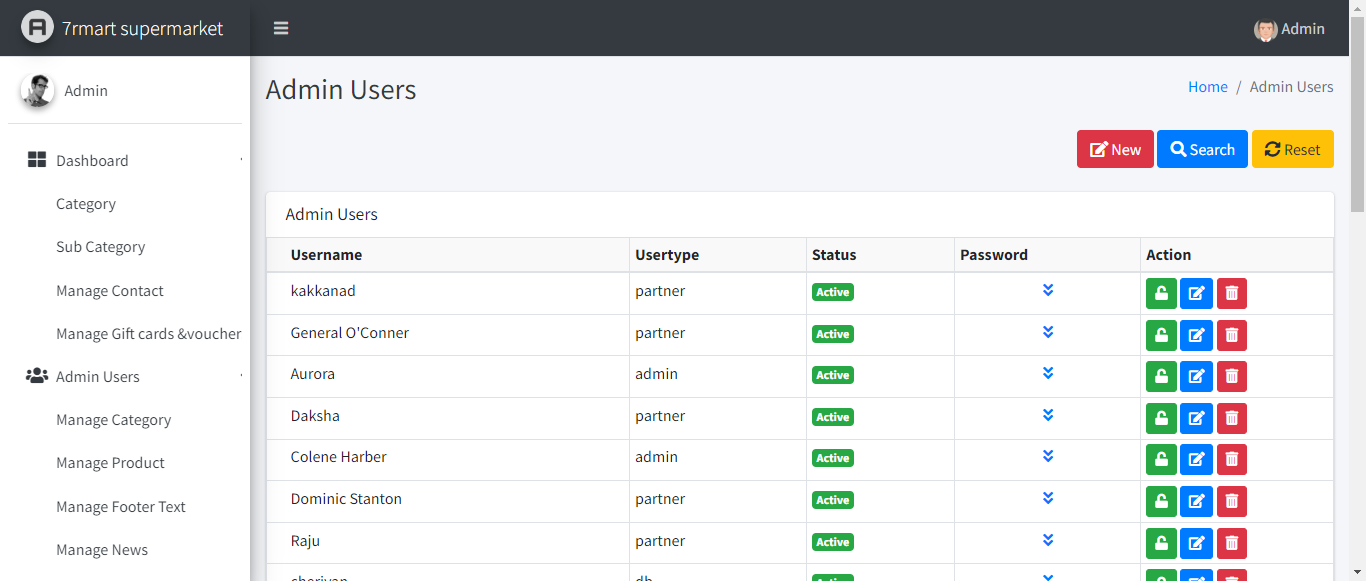 7rmart supermarket
Admin
Admin
Admin Users
Home / Admin Users
New Search Reset
Dashboard
Category
Sub Category
Manage Contact
Manage Gift cards &voucher
Admin Users
Manage Category
Manage Product
Manage Footer Text
Manage News
Admin Users
Username Usertype Status Password Action
kakkanad partner Active
General O'Conner partner Active
Aurora admin Active
Daksha partner Active
Colene Harber admin Active
Dominic Stanton partner Active
Raju partner Active